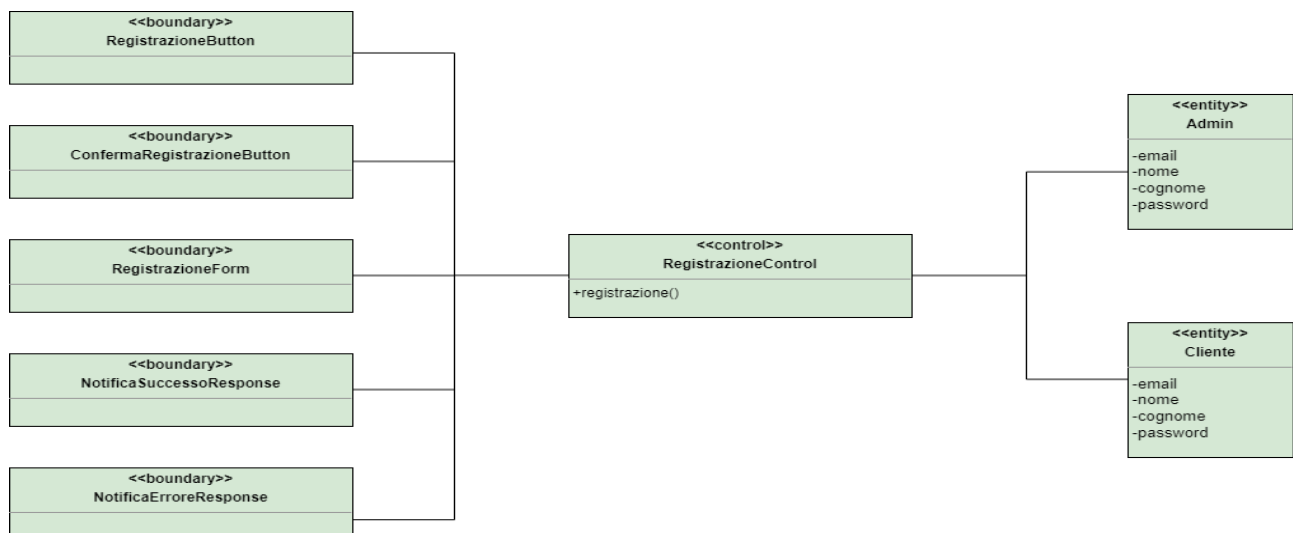 <<boundary>>
RegistrazioneButton
<<boundary>>
ConfermaRegistrazioneButton
<<boundary>>
RegistrazioneForm
<<boundary>>
NotificaSuccessoResponse
<<boundary>>
NotificaErroreResponse
<<control>>
RegistrazioneControl
+registrazione()
<<entity>>
Admin
-email
-nome
-cognome
-password
<<entity>>
Cliente
-email
-nome
-cognome
-password